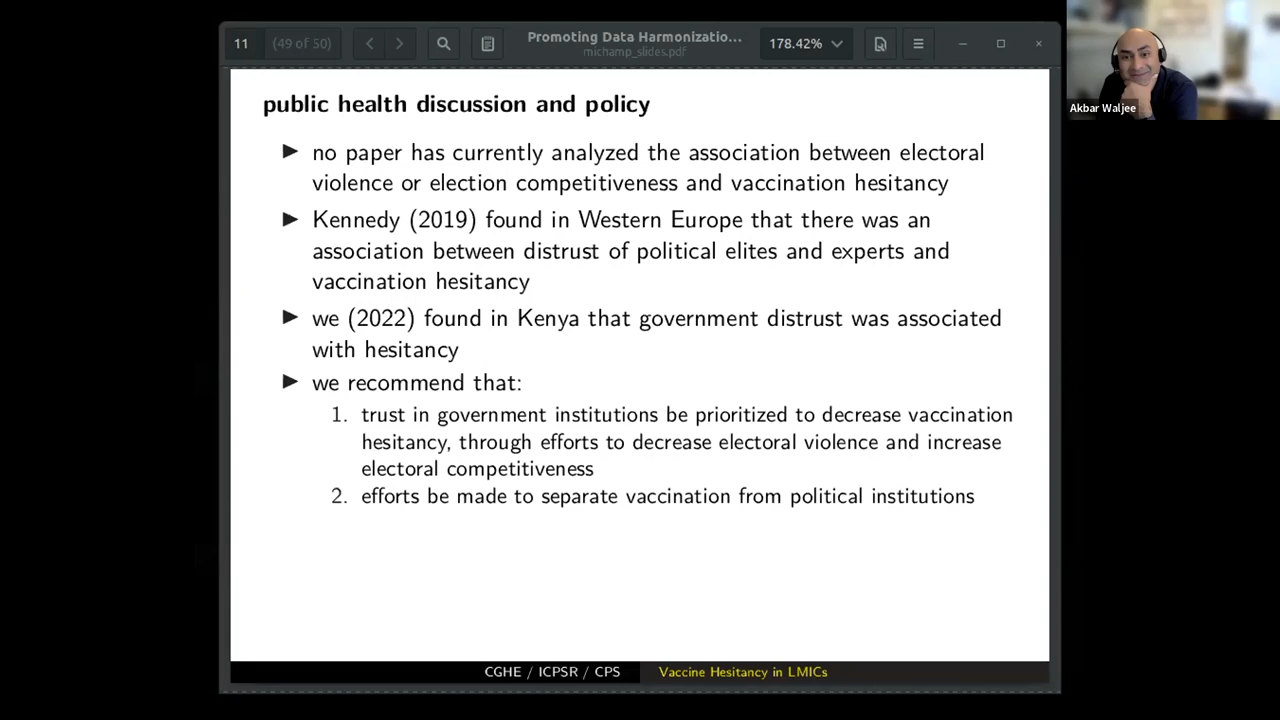 11 (49 of 50) Promoting Data Harmonizatio... 178.42%
michamp_slides.pdf
Akbar Waljee
public health discussion and policy
▶ no paper has currently analyzed the association between electoral
violence or election competitiveness and vaccination hesitancy
▶ Kennedy (2019) found in Western Europe that there was an
association between distrust of political elites and experts and
vaccination hesitancy
▶ we (2022) found in Kenya that government distrust was associated
with hesitancy
▶ we recommend that:
1. trust in government institutions be prioritized to decrease vaccination
hesitancy, through efforts to decrease electoral violence and increase
electoral competitiveness
2. efforts be made to separate vaccination from political institutions
CGHE / ICPSR / CPS Vaccine Hesitancy in LMICs